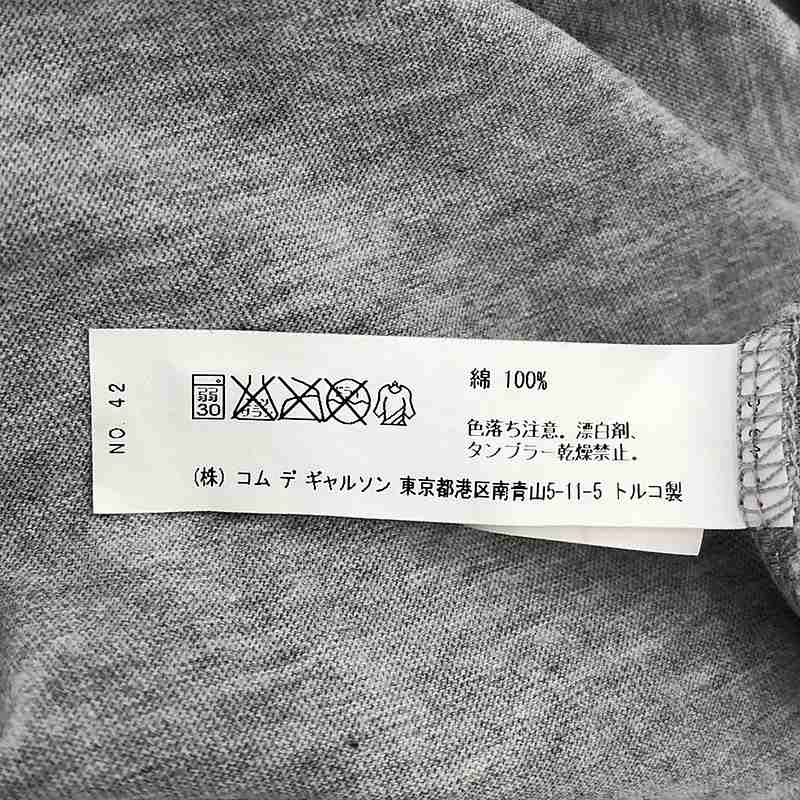 NO. 42
弱
30
綿 100%
色落ち注意。漂白剤、
タンブラー乾燥禁止。
(株) コム デ ギャルソン 東京都港区南青山5-11-5 トルコ製